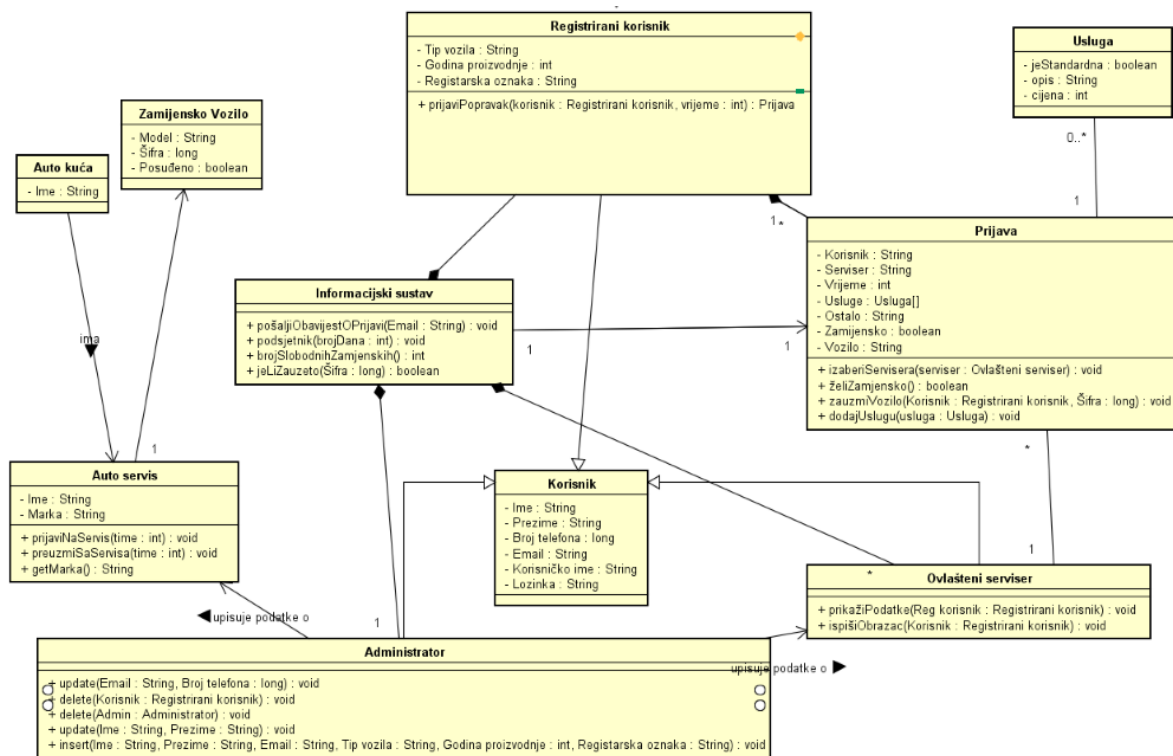 Registrirani korisnik
- Tip vozila : String
- Godina proizvodnje : int
- Registarska oznaka : String
+ prijaviPopravak(korisnik : Registrirani korisnik, vrijeme : int) : Prijava
Usluga
- jeStandardna : boolean
- opis : String
- cijena : int
0..*
1
Zamijensko Vozilo
- Model : String
- Šifra : long
- Posuđeno : boolean
Auto kuća
- Ime : String
ima
1
1
*
Prijava
- Korisnik : String
- Serviser : String
- Vrijeme : int
- Usluge : Usluga[]
- Ostalo : String
- Zamijensko : boolean
- Vozilo : String
+ izaberiServisera(serviser : Ovlašteni serviser) : void
+ želiZamjensko() : boolean
+ zauzmiVozilo(Korisnik : Registrirani korisnik, Šifra : long) : void
+ dodajUslugu(usluga : Usluga) : void
Informacijski sustav
+ pošaljiObavijestOPrijavi(Email : String) : void
+ podsjetnik(brojDana : int) : void
+ brojSlobodnihZamjenskih() : int
+ jeLiZauzeto(Šifra : long) : boolean
1
1
*
1
Auto servis
- Ime : String
- Marka : String
+ prijaviNaServis(time : int) : void
+ preuzmiSaServisa(time : int) : void
+ getMarka() : String
Korisnik
- Ime : String
- Prezime : String
- Broj telefona : long
- Email : String
- Korisničko ime : String
- Lozinka : String
*
Ovlašteni serviser
+ prikažiPodatke(Reg korisnik : Registrirani korisnik) : void
+ ispišiObrazac(Korisnik : Registrirani korisnik) : void
upisuje podatke o
1
upisuje podatke o
Administrator
+ update(Email : String, Broj telefona : long) : void
+ delete(Korisnik : Registrirani korisnik) : void
+ delete(Admin : Administrator) : void
+ update(Ime : String, Prezime : String) : void
+ insert(Ime : String, Prezime : String, Email : String, Tip vozila : String, Godina proizvodnje : int, Registarska oznaka : String) : void